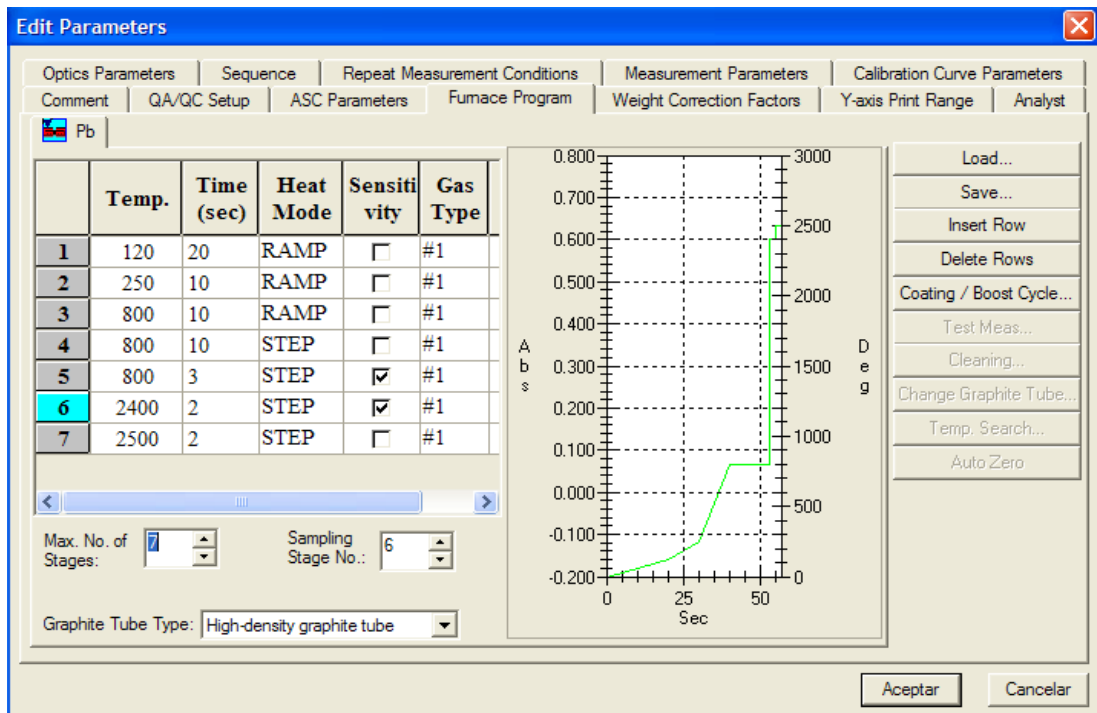 Edit Parameters
Optics Parameters Sequence Repeat Measurement Conditions Measurement Parameters Calibration Curve Parameters
Comment QA/QC Setup ASC Parameters Furnace Program Weight Correction Factors Y-axis Print Range Analyst
Pb
Temp. Time (sec) Heat Mode Sensiti vity Gas Type
1 120 20 RAMP #1
2 250 10 RAMP #1
3 800 10 RAMP #1
4 800 10 STEP #1
5 800 3 STEP #1
6 2400 2 STEP #1
7 2500 2 STEP #1
Max. No. of Stages: 7
Sampling Stage No.: 6
Graphite Tube Type: High-density graphite tube
0.800
0.700
0.600
0.500
0.400
0.300
0.200
0.100
0.000
-0.100
-0.200
Abs
3000
2500
2000
1500
1000
500
0
Deg
0 25 50
Sec
Load...
Save...
Insert Row
Delete Rows
Coating / Boost Cycle...
Test Meas...
Cleaning...
Change Graphite Tube...
Temp. Search...
Auto Zero
Aceptar Cancelar